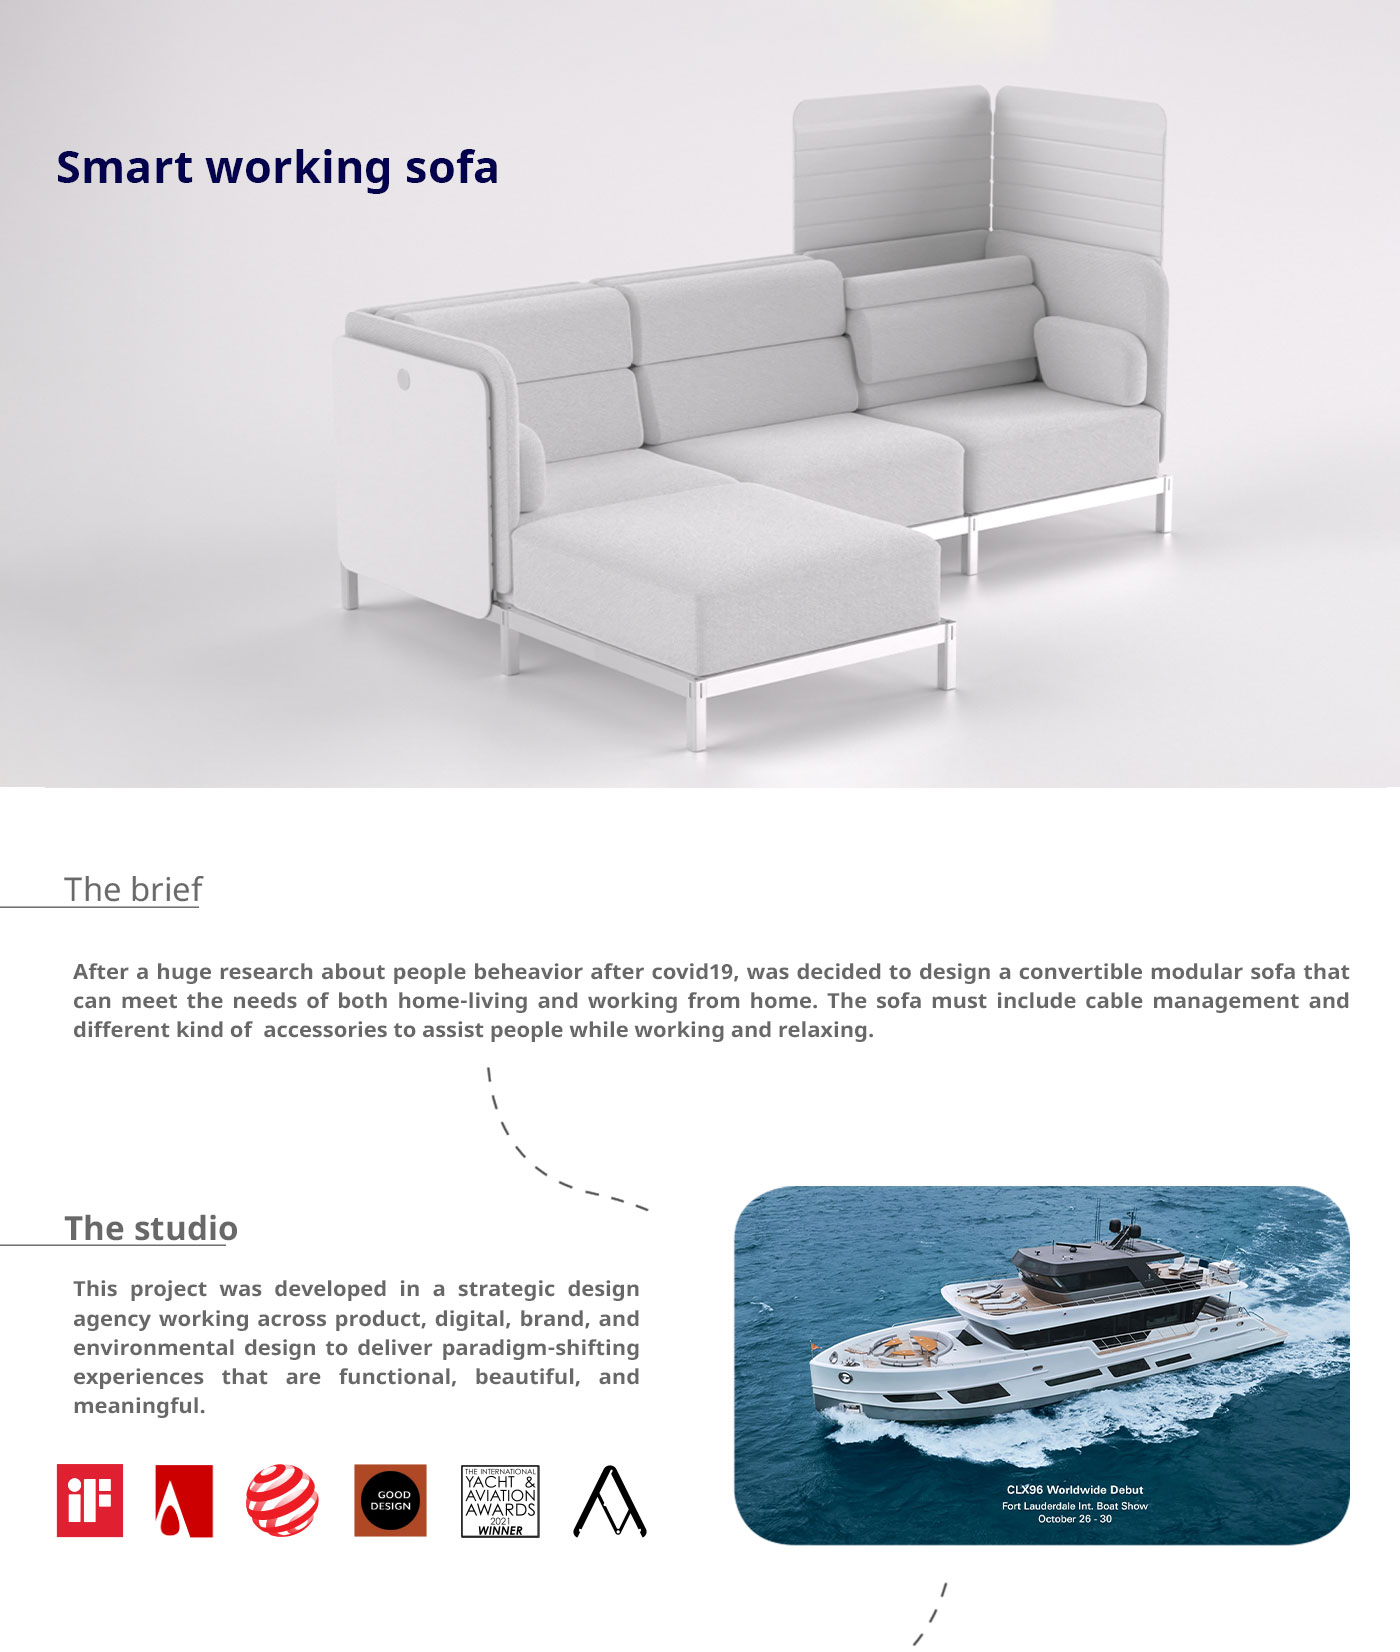 Smart working sofa
The brief
After a huge research about people beheavior after covid19, was decided to design a convertible modular sofa that
can meet the needs of both home-living and working from home. The sofa must include cable management and
different kind of  accessories to assist people while working and relaxing.
The studio
This project was developed in a strategic design
agency working across product, digital, brand, and
environmental design to deliver paradigm-shifting
experiences that are functional, beautiful, and
meaningful.
iF
GOOD
DESIGN
THE INTERNATIONAL
YACHT &
AVIATION
AWARDS
2021
WINNER
CLX96 Worldwide Debut
Fort Lauderdale Int. Boat Show
October 26 - 30